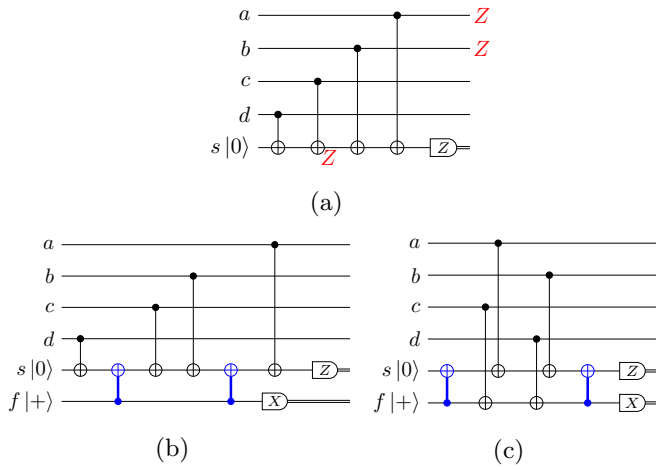 a Z
b Z
c
d
s |0⟩ Z Z
(a)
a a
b b
c c
d d
s |0⟩ Z s |0⟩ Z
f |+⟩ X f |+⟩ X
(b) (c)